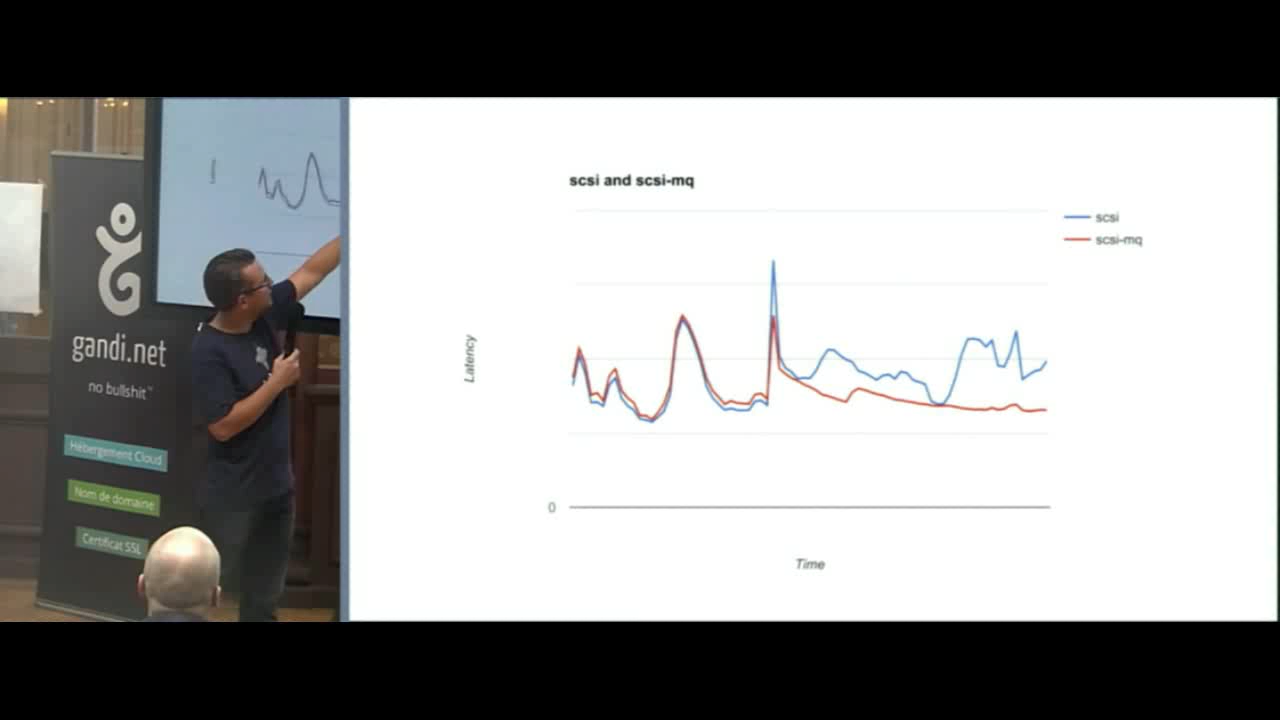 gandi.net
no bullshit™
Hébergement Cloud
Nom de domaine
Certificat SSL
scsi and scsi-mq
scsi
scsi-mq
Latency
0
Time